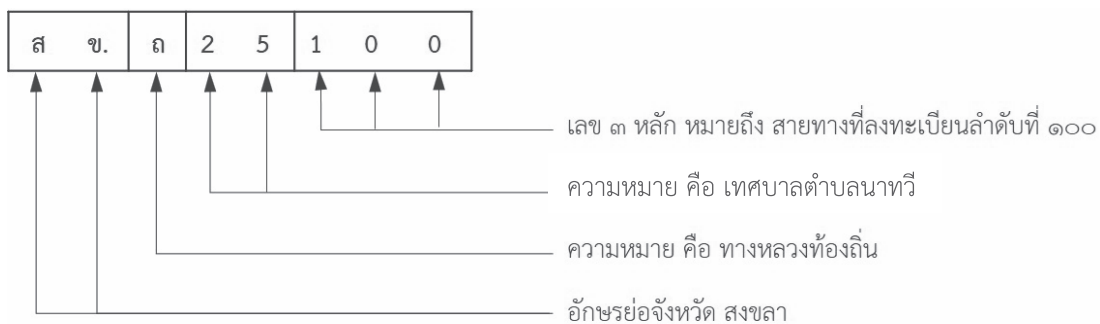 ส ข. ถ 2 5 1 0 0
เลข ๓ หลัก หมายถึง สายทางที่ลงทะเบียนลำดับที่ ๑๐๐
ความหมาย คือ เทศบาลตำบลนาทวี
ความหมาย คือ ทางหลวงท้องถิ่น
อักษรย่อจังหวัด สงขลา